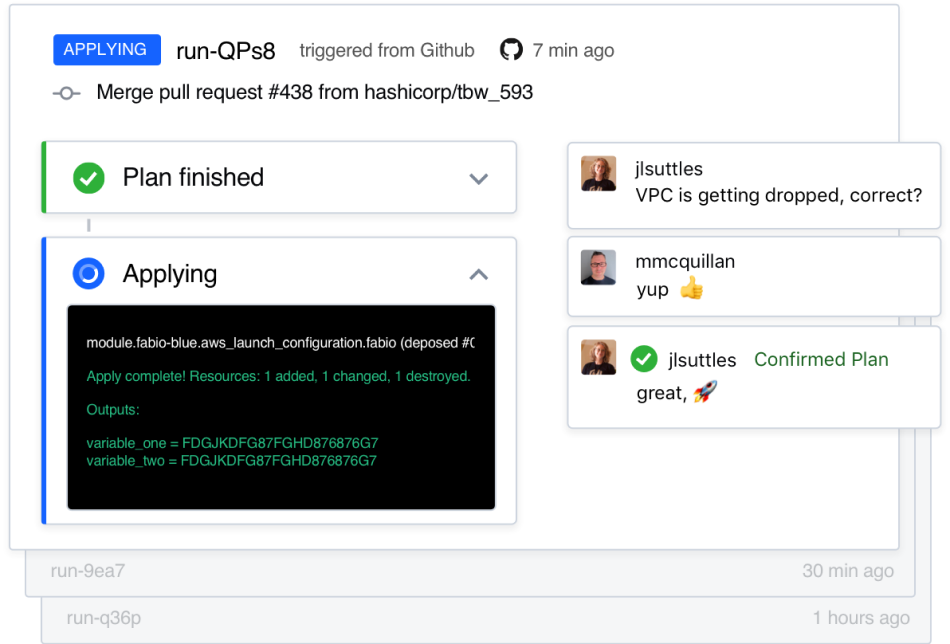 APPLYING run-QPs8 triggered from Github 7 min ago
Merge pull request #438 from hashicorp/tbw_593
Plan finished
Applying
module.fabio-blue.aws_launch_configuration.fabio (deposed #0
Apply complete! Resources: 1 added, 1 changed, 1 destroyed.
Outputs:
variable_one = FDGJKDFG87FGHD876876G7
variable_two = FDGJKDFG87FGHD876876G7
jlsuttles
VPC is getting dropped, correct?
mmcquillan
yup 👍
jlsuttles Confirmed Plan
great, 🚀
run-9ea7 30 min ago
run-q36p 1 hours ago